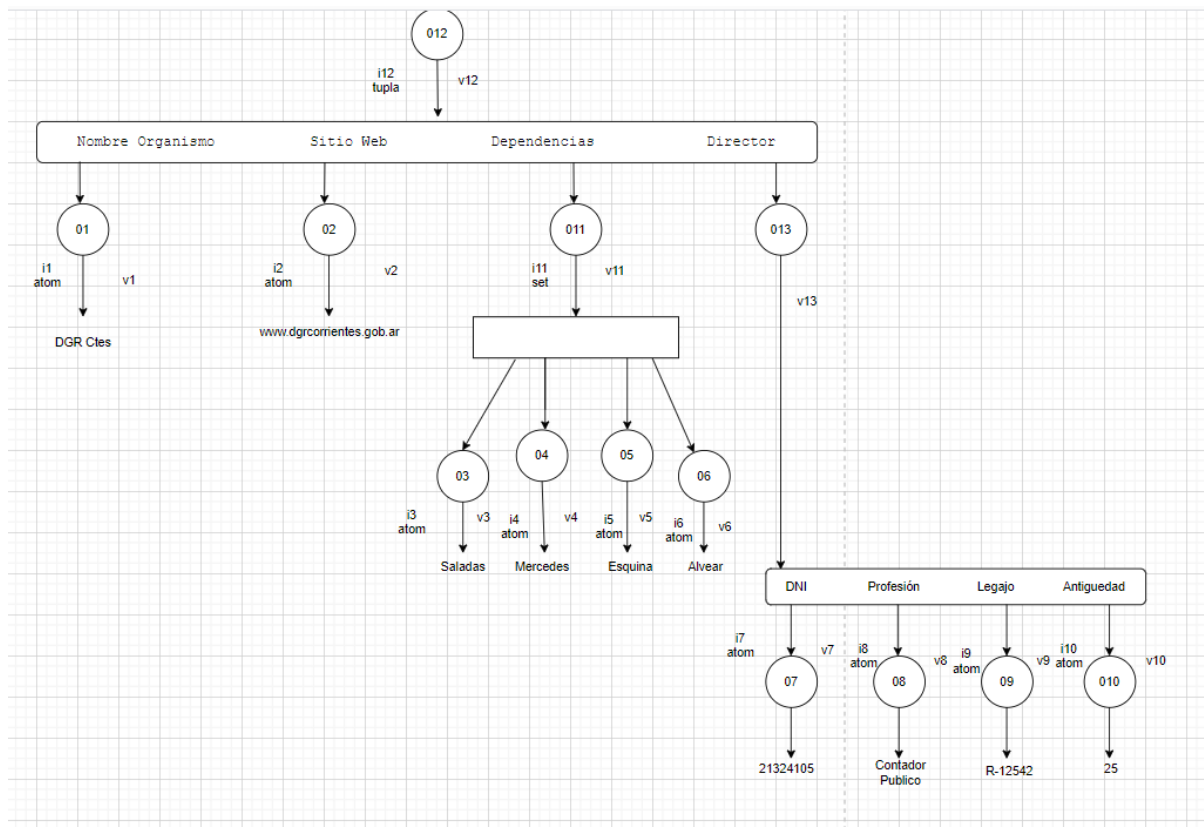 012
i12
tupla
v12
Nombre Organismo Sitio Web Dependencias Director
01 02 011 013
i1
atom
v1
i2
atom
v2
i11
set
v11
v13
DGR Ctes
www.dgrcorrientes.gob.ar
03 04 05 06
i3
atom
v3
i4
atom
v4
i5
atom
v5
i6
atom
v6
Saladas Mercedes Esquina Alvear
DNI Profesión Legajo Antiguedad
i7
atom
v7
i8
atom
v8
i9
atom
v9
i10
atom
v10
07 08 09 010
21324105
Contador
Publico
R-12542
25